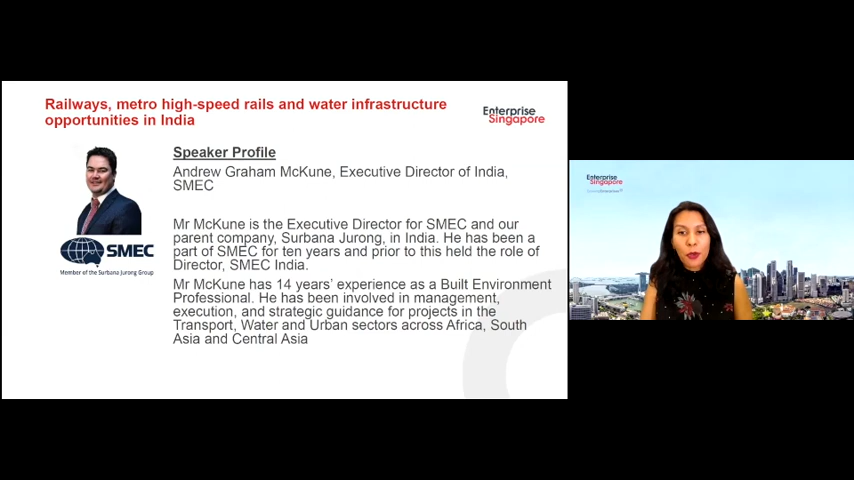 Railways, metro high-speed rails and water infrastructure
opportunities in India
Enterprise
Singapore
Speaker Profile
Andrew Graham McKune, Executive Director of India,
SMEC
Mr McKune is the Executive Director for SMEC and our
parent company, Surbana Jurong, in India. He has been a
part of SMEC for ten years and prior to this held the role of
Director, SMEC India.
Mr McKune has 14 years' experience as a Built Environment
Professional. He has been involved in management,
execution, and strategic guidance for projects in the
Transport, Water and Urban sectors across Africa, South
Asia and Central Asia
SMEC
Member of the Surbana Jurong Group
Enterprise
Singapore